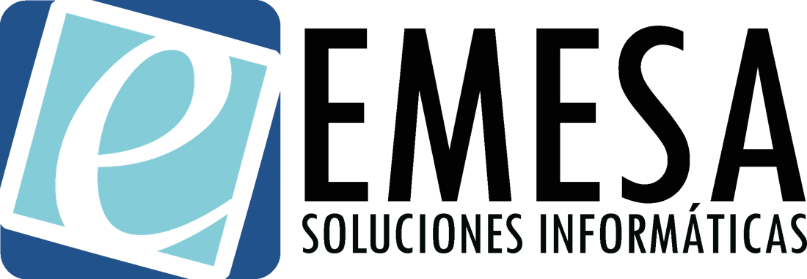 e
EMESA
SOLUCIONES INFORMÁTICAS